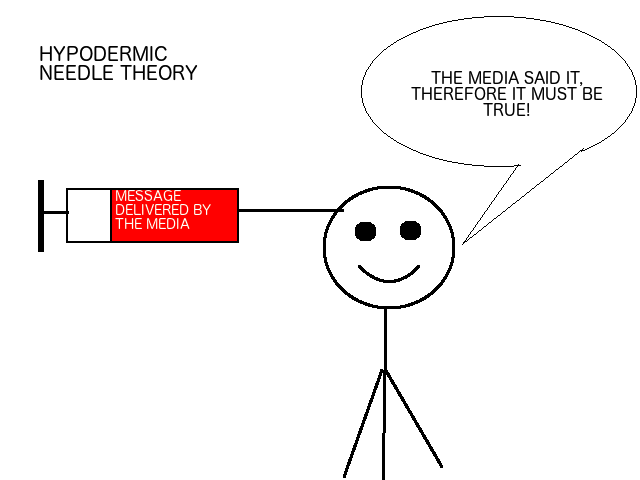 HYPODERMIC
NEEDLE THEORY
THE MEDIA SAID IT,
THEREFORE IT MUST BE
TRUE!
MESSAGE
DELIVERED BY
THE MEDIA